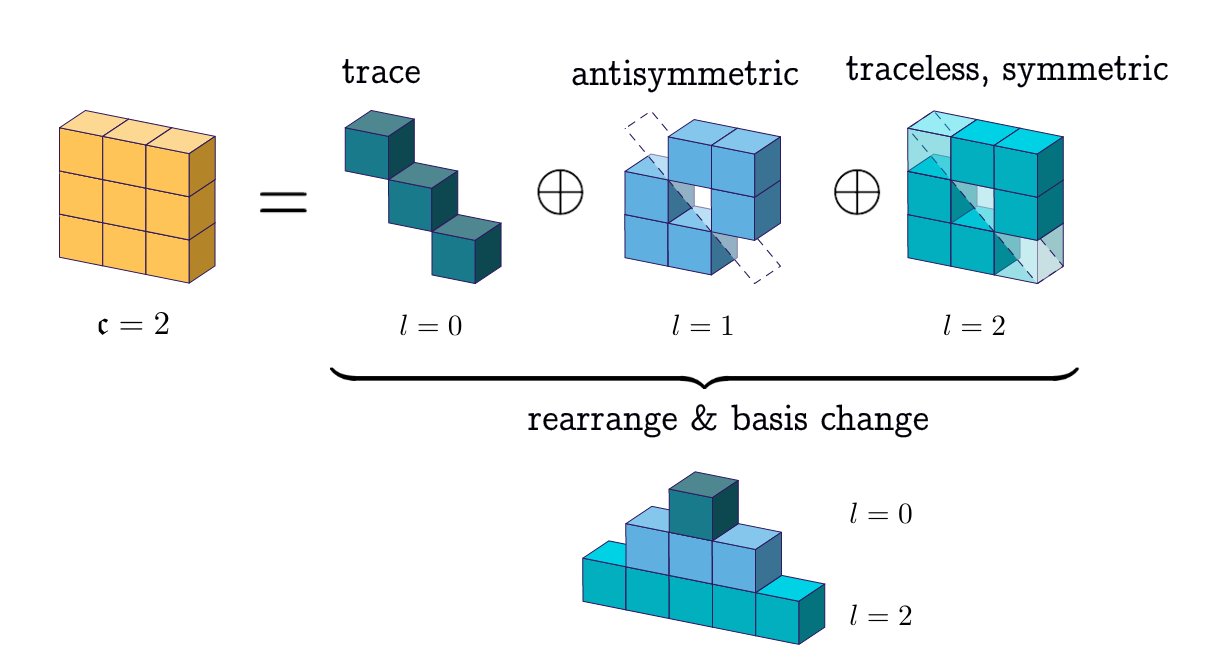 trace
antisymmetric
traceless, symmetric
=
⊕
⊕
𝔠 = 2
l = 0
l = 1
l = 2
rearrange & basis change
l = 0
l = 2